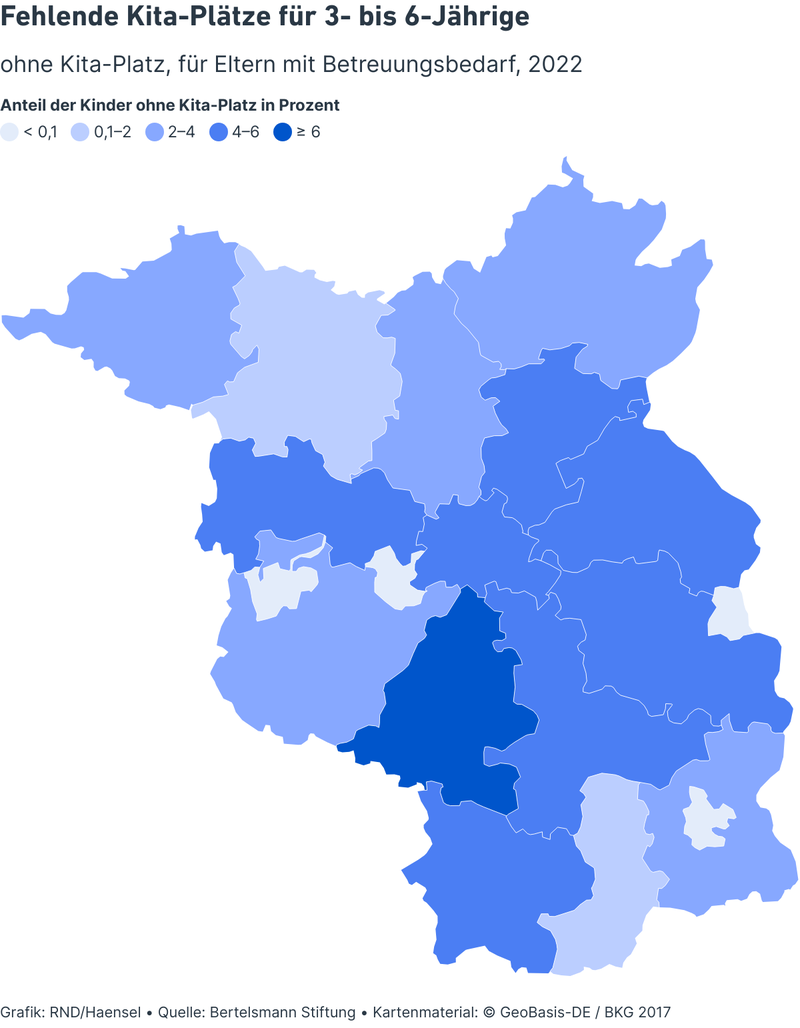 Fehlende Kita-Plätze für 3- bis 6-Jährige
ohne Kita-Platz, für Eltern mit Betreuungsbedarf, 2022
Anteil der Kinder ohne Kita-Platz in Prozent
< 0,1 0,1–2 2–4 4–6 ≥ 6
Grafik: RND/Haensel • Quelle: Bertelsmann Stiftung • Kartenmaterial: © GeoBasis-DE / BKG 2017